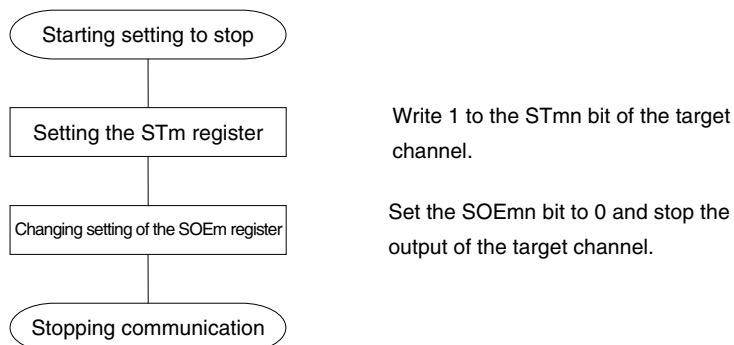 Starting setting to stop
Setting the STm register
Write 1 to the STmn bit of the target
channel.
Changing setting of the SOEm register
Set the SOEmn bit to 0 and stop the
output of the target channel.
Stopping communication